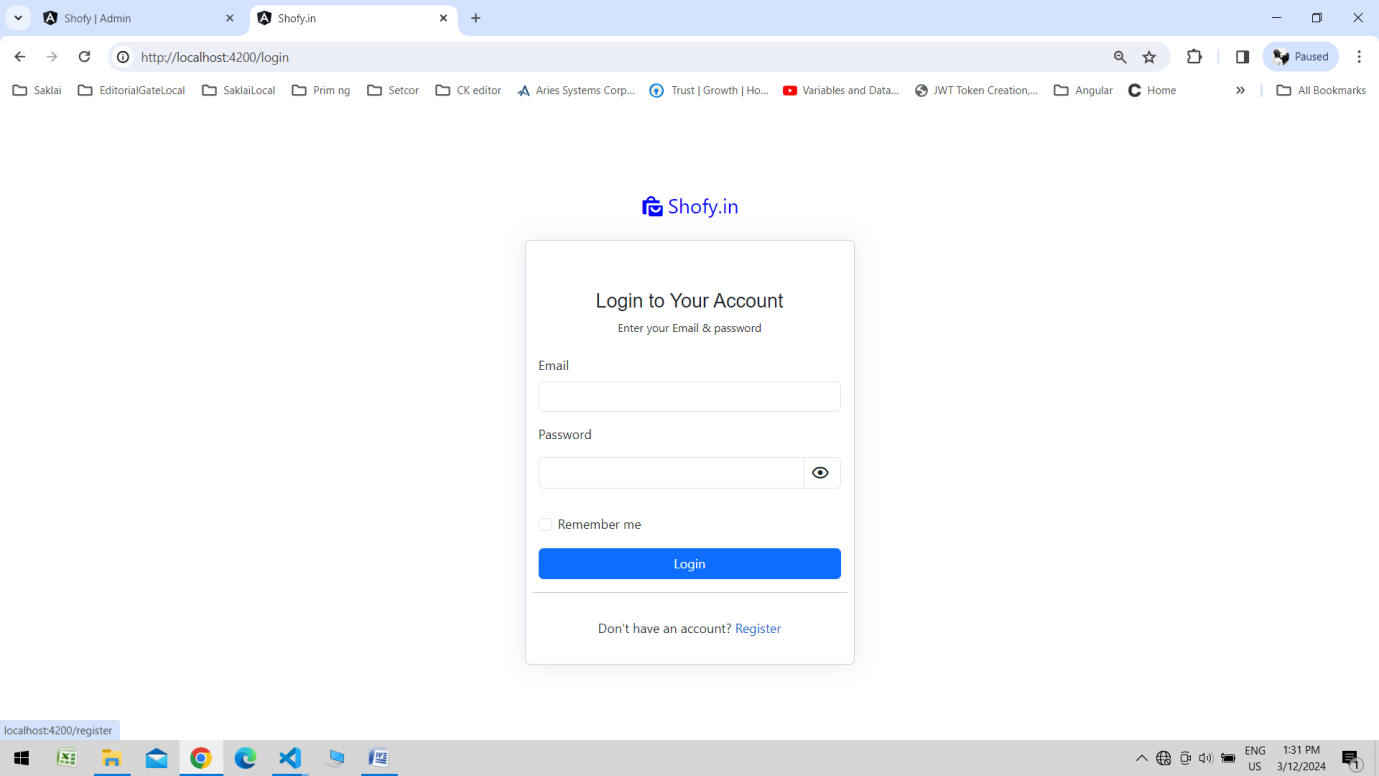 Shofy | Admin
Shofy.in
http://localhost:4200/login
Paused
Saklai
EditorialGateLocal
SaklaiLocal
Prim ng
Setcor
CK editor
Aries Systems Corp...
Trust | Growth | Ho...
Variables and Data...
JWT Token Creation,...
Angular
Home
All Bookmarks
Shofy.in
Login to Your Account
Enter your Email & password
Email
Password
Remember me
Login
Don't have an account? Register
localhost:4200/register
ENG
US
1:31 PM
3/12/2024
1